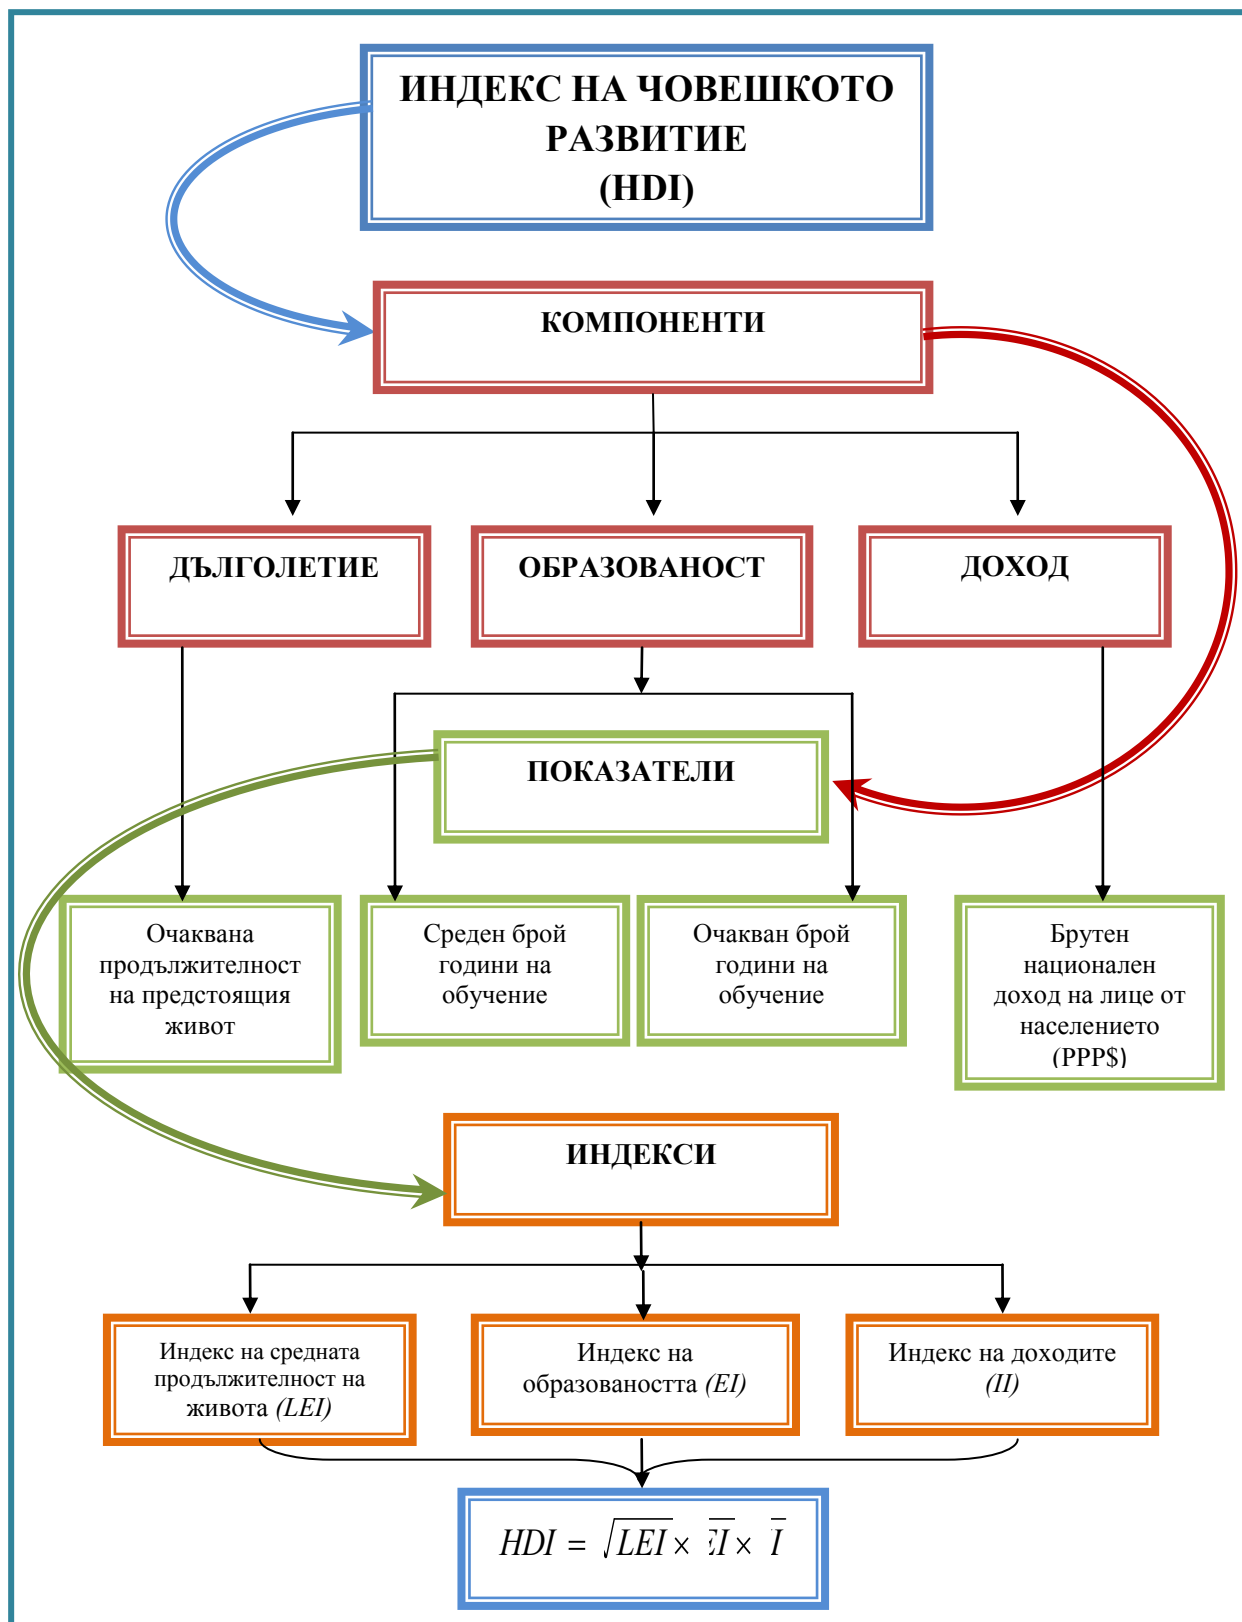 ИНДЕКС НА ЧОВЕШКОТО
РАЗВИТИЕ
(HDI)
КОМПОНЕНТИ
ДЪЛГОЛЕТИЕ
ОБРАЗОВАНОСТ
ДОХОД
ПОКАЗАТЕЛИ
Очаквана
продължителност
на предстоящия
живот
Среден брой
години на
обучение
Очакван брой
години на
обучение
Брутен
национален
доход на лице от
населението
(PPP$)
ИНДЕКСИ
Индекс на средната
продължителност на
живота (LEI)
Индекс на
образоваността (EI)
Индекс на доходите
(II)
HDI = √LEI × EI × I